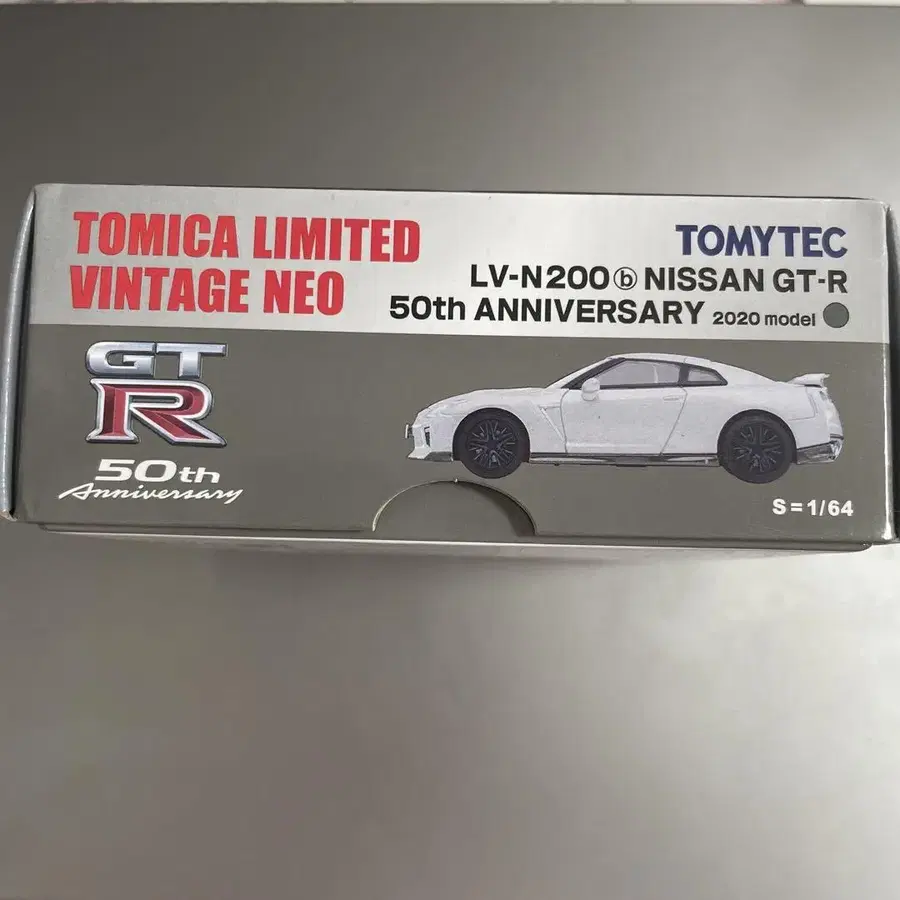 TOMICA LIMITED
VINTAGE NEO
TOMYTEC
LV-N200ⓑ NISSAN GT-R
50th ANNIVERSARY 2020 model
GT
R
50th
Anniversary
S=1/64